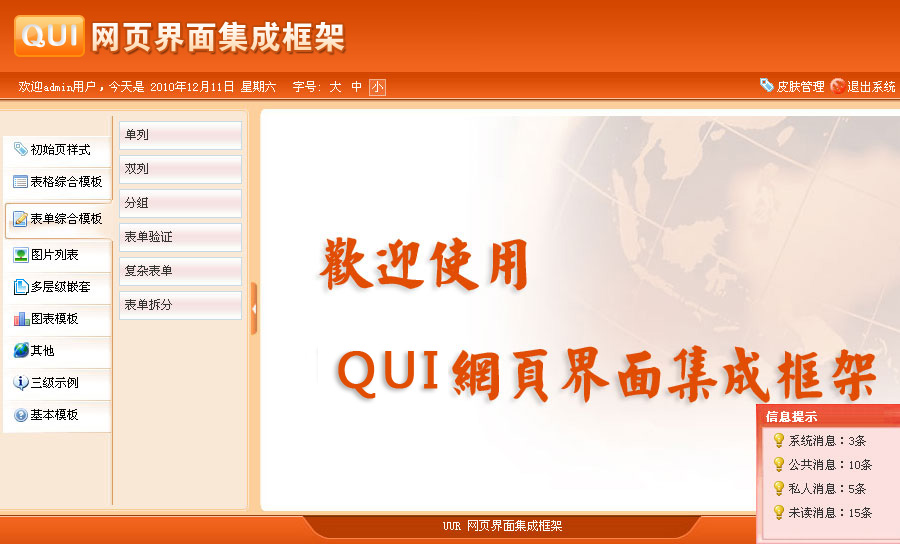 QUI 网页界面集成框架
欢迎admin用户，今天是 2010年12月11日 星期六 字号: 大 中 小
皮肤管理 退出系统
初始页样式
表格综合模板
表单综合模板
图片列表
多层级嵌套
图表模板
其他
三级示例
基本模板
单列
双列
分组
表单验证
复杂表单
表单拆分
歡迎使用
QUI 網頁界面集成框架
信息提示
系统消息：3条
公共消息：10条
私人消息：5条
未读消息：15条
UUR 网页界面集成框架